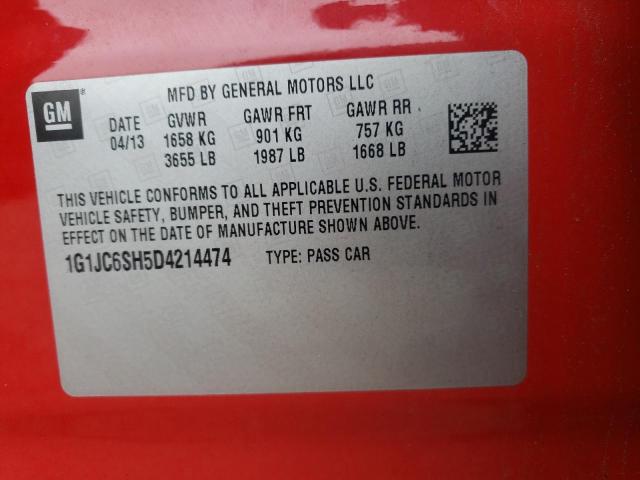 MFD BY GENERAL MOTORS LLC
GM ®
DATE GVWR GAWR FRT GAWR RR
04/13 1658 KG 901 KG 757 KG
3655 LB 1987 LB 1668 LB
THIS VEHICLE CONFORMS TO ALL APPLICABLE U.S. FEDERAL MOTOR
VEHICLE SAFETY, BUMPER, AND THEFT PREVENTION STANDARDS IN
EFFECT ON THE DATE OF MANUFACTURE SHOWN ABOVE.
1G1JC6SH5D4214474 TYPE: PASS CAR